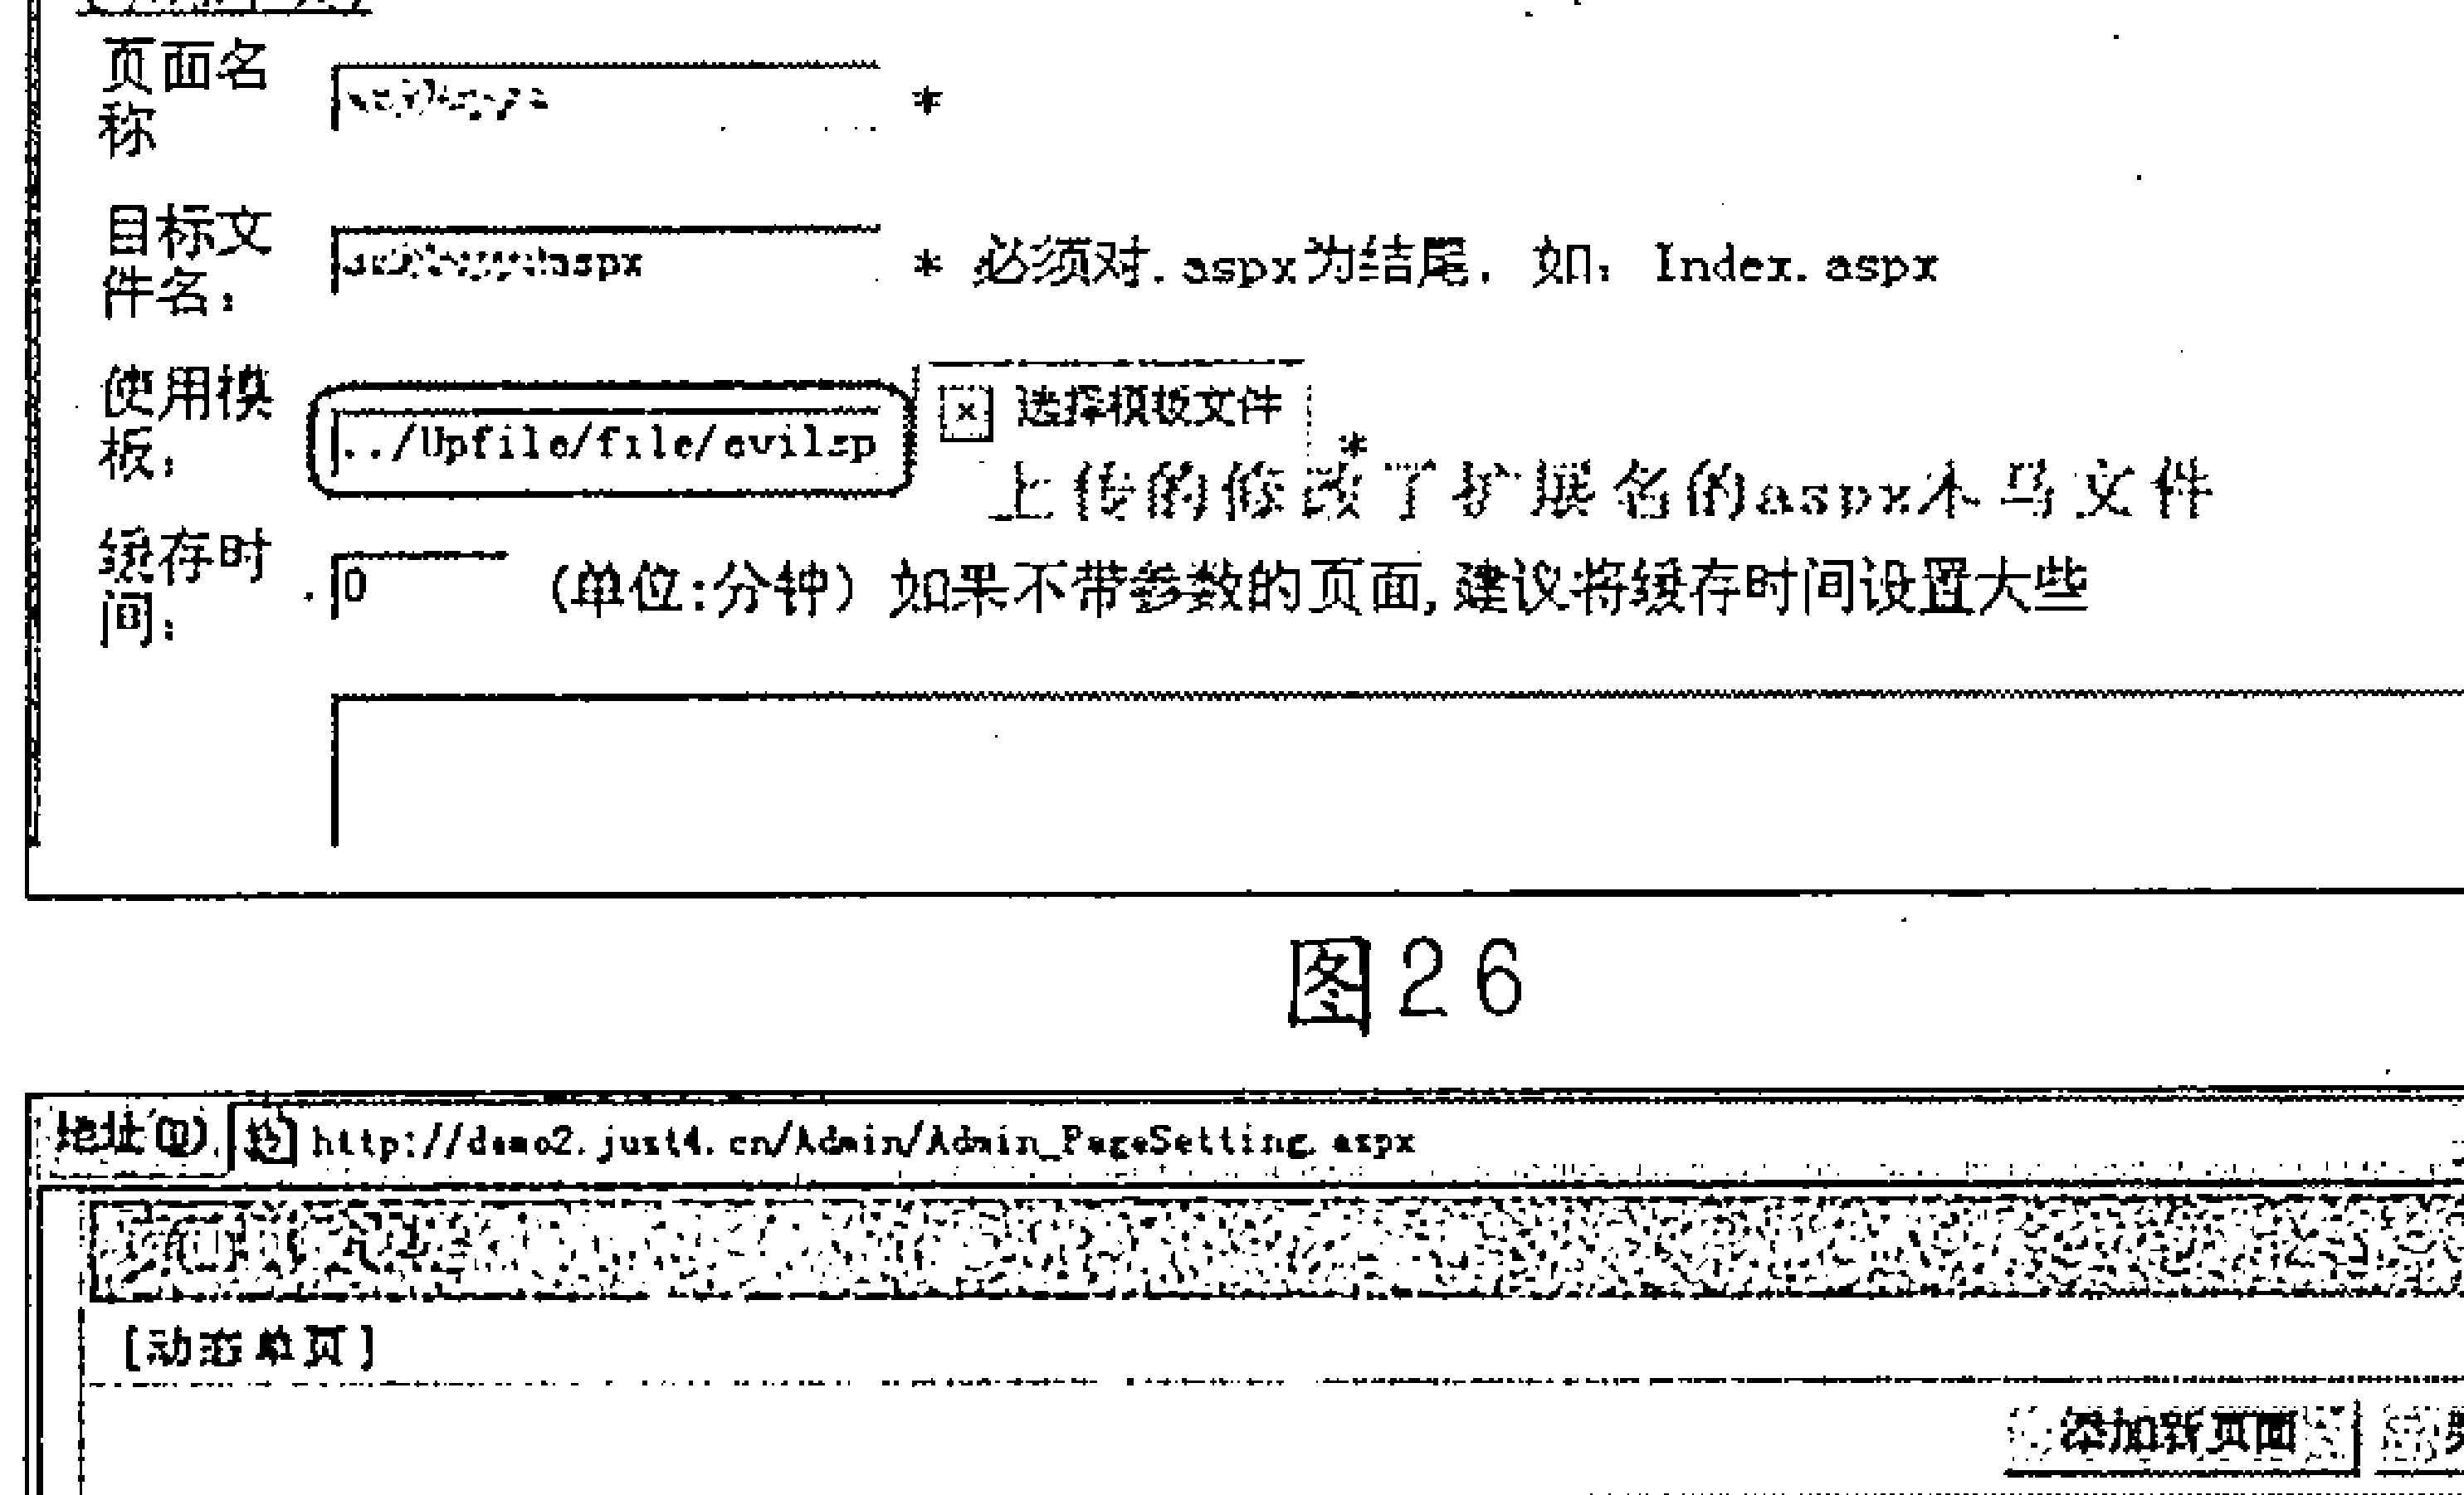 页面名
称
*
目标文
件名：
aspx
* 必须对.aspx为结尾. 如: Index.aspx
使用模
板：
../Upfile/file/evilsp
选择模板文件
*
上传的修改了扩展名的aspx木马文件
缓存时
间：
0
(单位:分钟) 如果不带参数的页面,建议将缓存时间设置大些
图26
地址(D)
http://demo2.just4.cn/Admin/Admin_PageSetting.aspx
[动态单页]
添加新页面